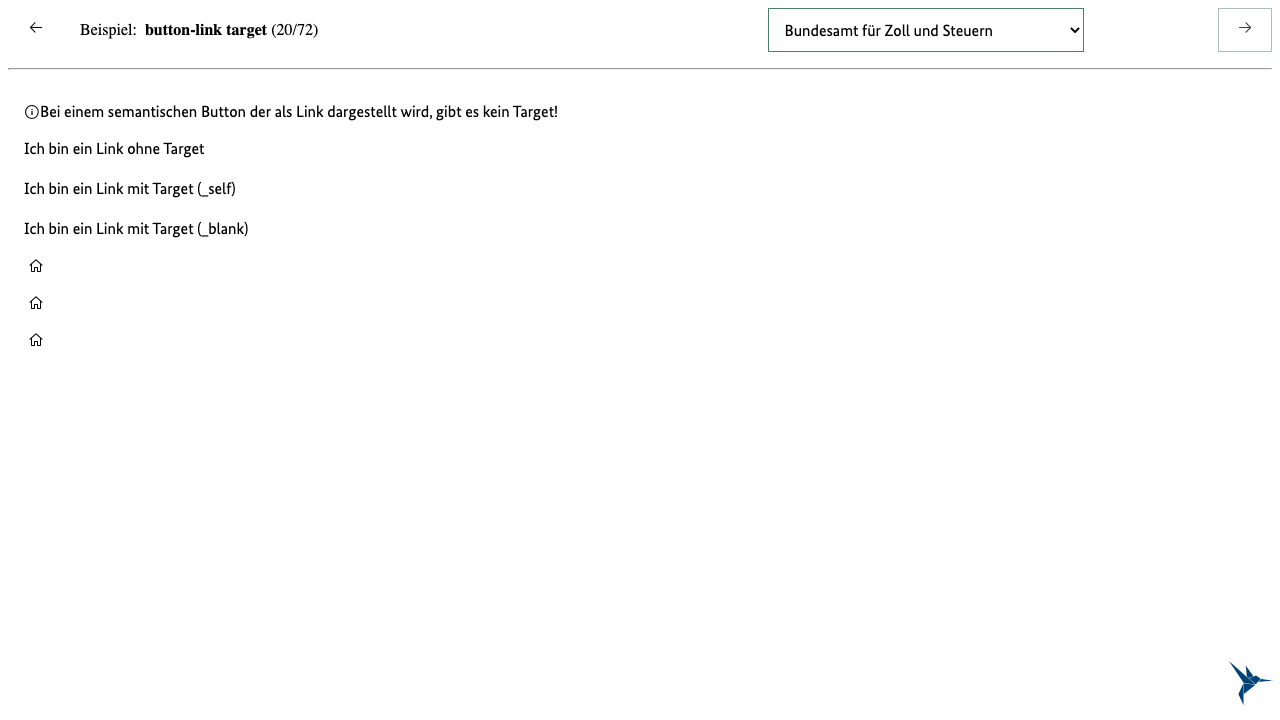 Beispiel: button-link target (20/72)
Bundesamt für Zoll und Steuern
Bei einem semantischen Button der als Link dargestellt wird, gibt es kein Target!
Ich bin ein Link ohne Target
Ich bin ein Link mit Target (_self)
Ich bin ein Link mit Target (_blank)